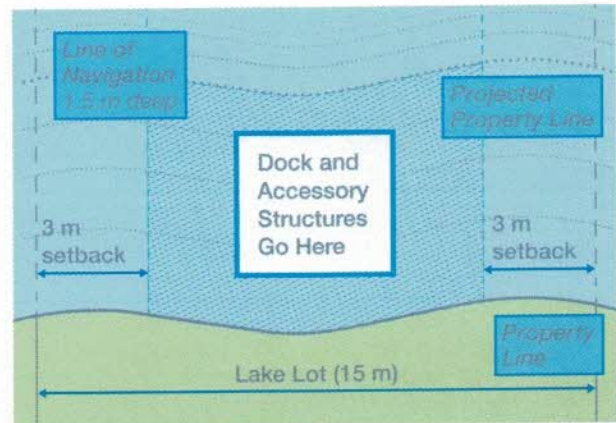 Line of
Navigation
1.5 m deep
Projected
Property Line
Dock and
Accessory
Structures
Go Here
3 m
setback
3 m
setback
Property
Line
Lake Lot (15 m)